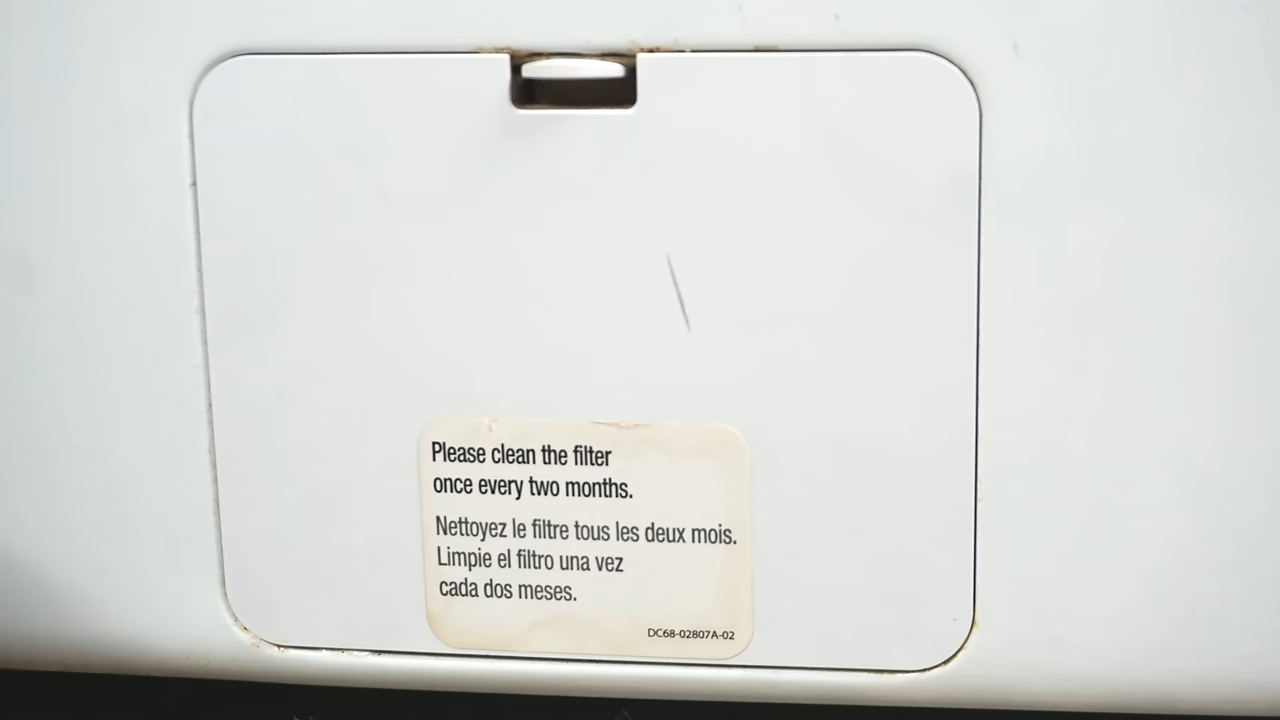 Please clean the filter
once every two months.
Nettoyez le filtre tous les deux mois.
Limpie el filtro una vez
cada dos meses.
DC68-02807A-02